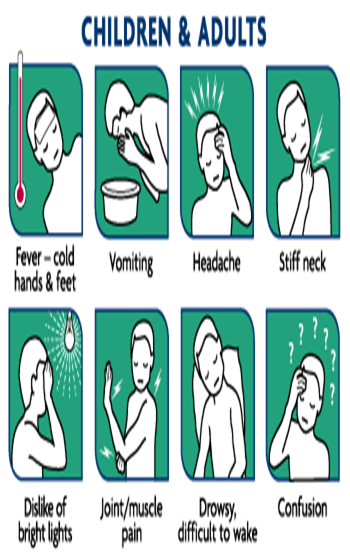 CHILDREN & ADULTS
Fever – cold
hands & feet
Vomiting
Headache
Stiff neck
? ? ? ? ?
Dislike of
bright lights
Joint/muscle
pain
Drowsy,
difficult to wake
Confusion